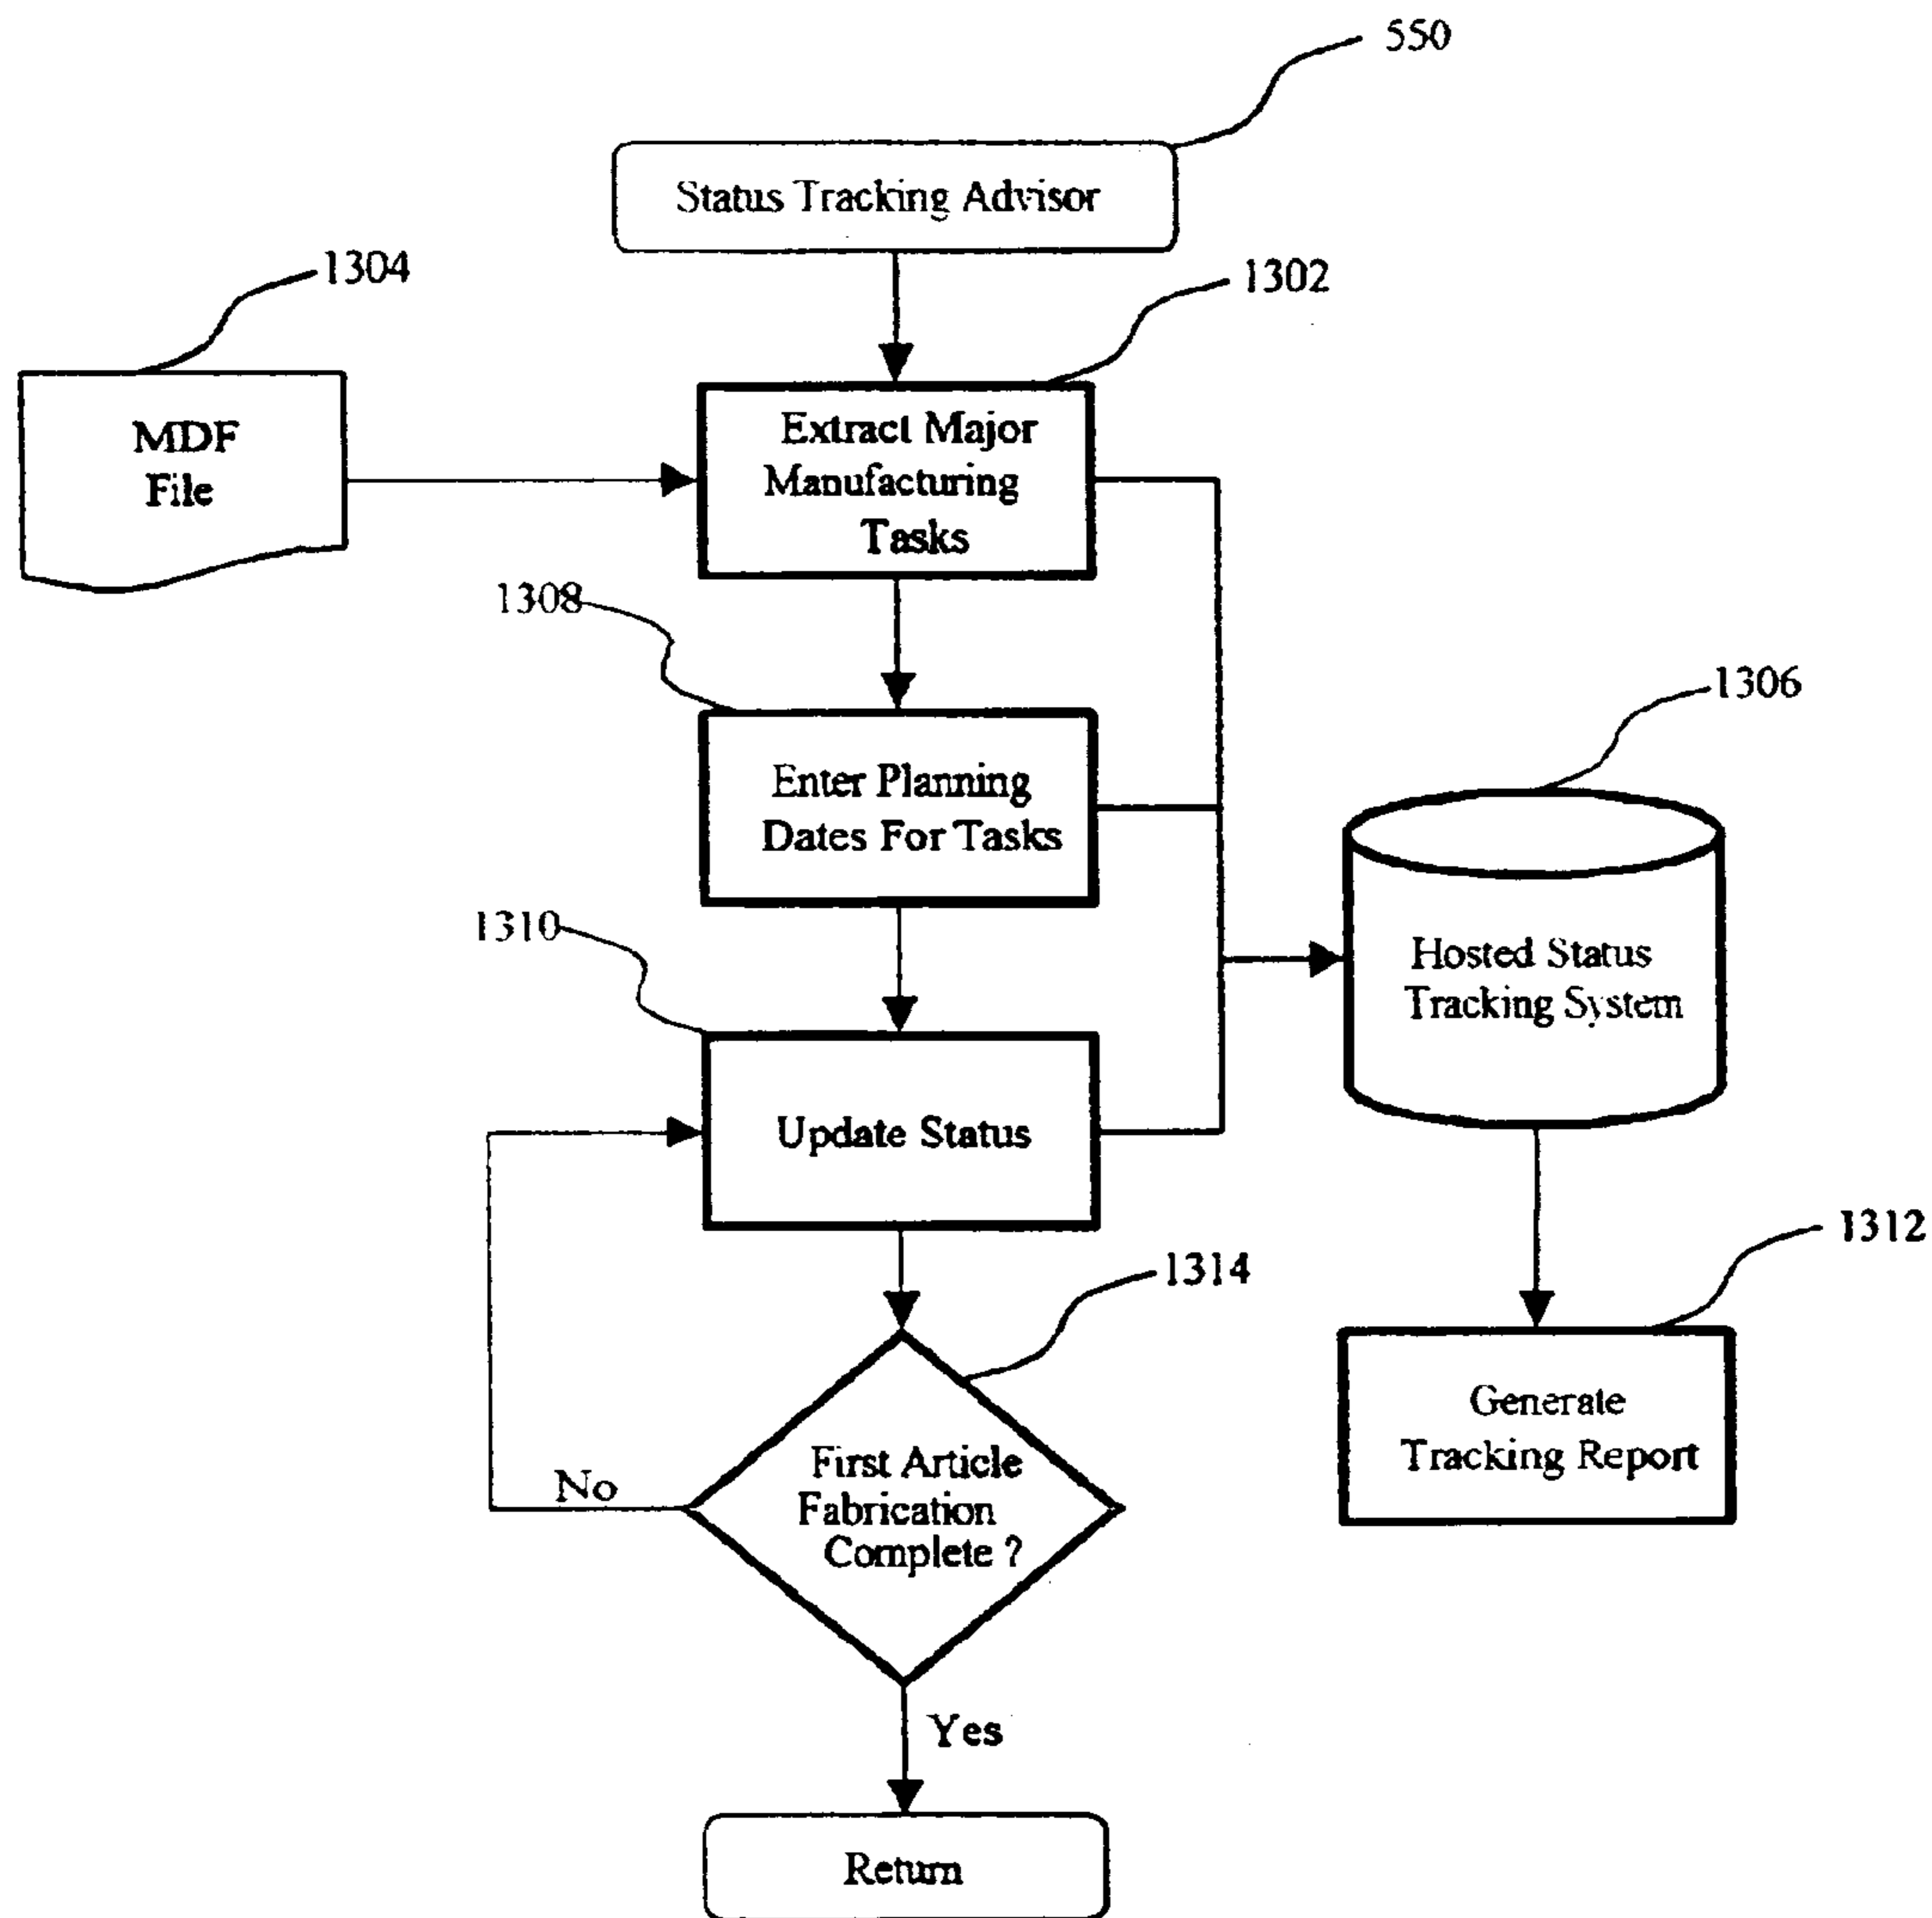 550
Status Tracking Advisor
1304
1302
MDF
File
Extract Major
Manufacturing
Tasks
1308
1306
Enter Planning
Dates For Tasks
1310
Hosted Status
Tracking System
Update Status
1312
1314
Generate
Tracking Report
First Article
Fabrication
Complete ?
No
Yes
Return